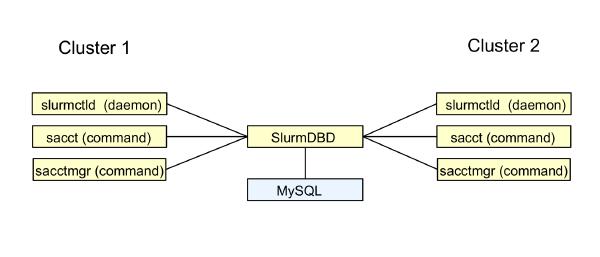 Cluster 1
Cluster 2
slurmctld (daemon)
slurmctld (daemon)
sacct (command)
SlurmDBD
sacct (command)
sacctmgr (command)
sacctmgr (command)
MySQL